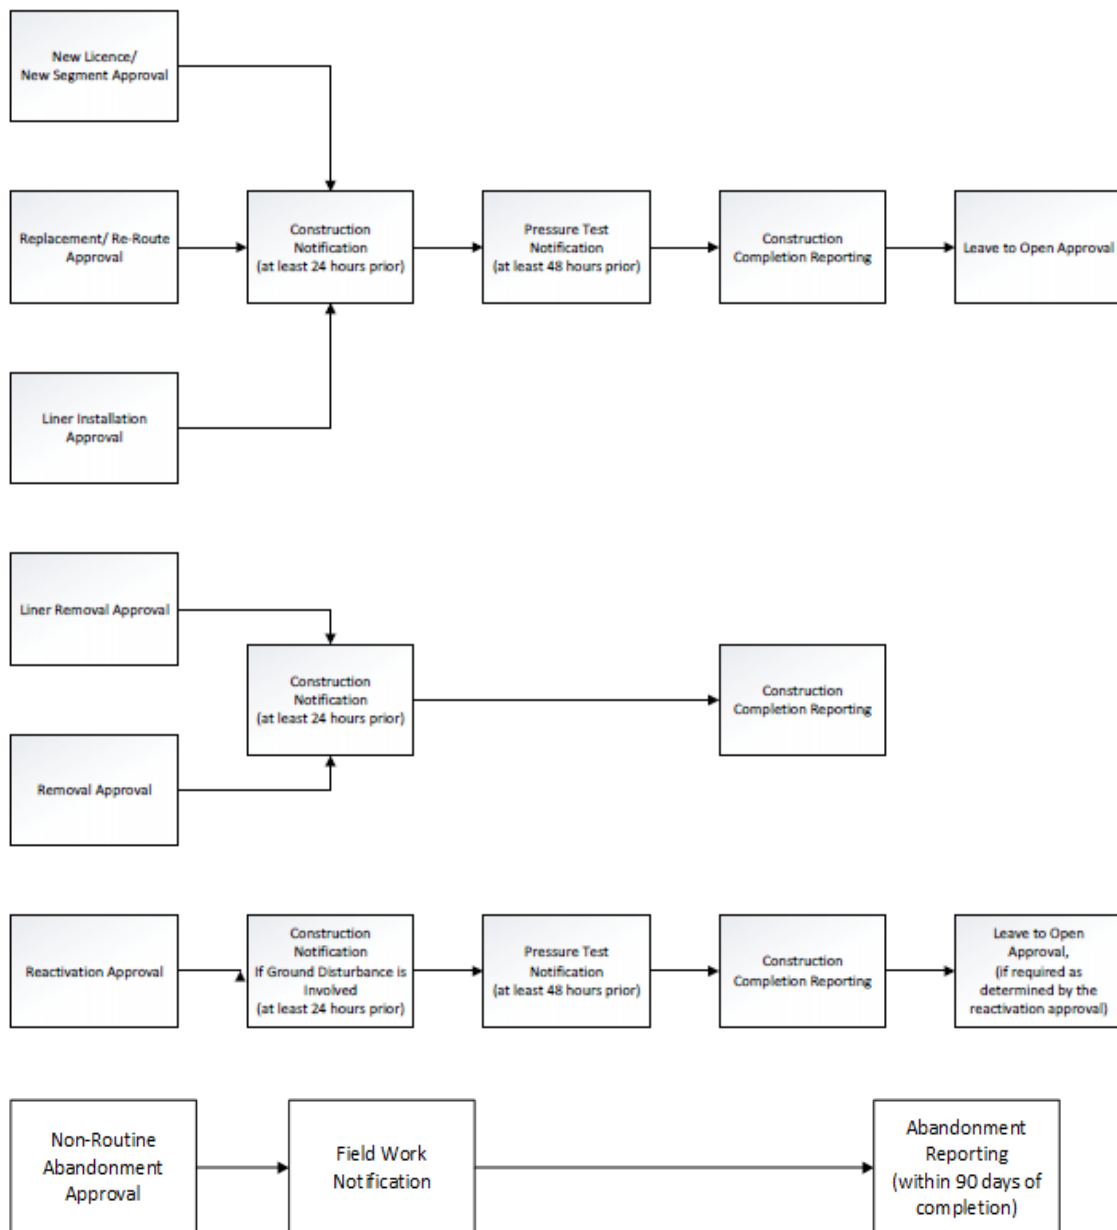 New Licence/
New Segment Approval
Replacement/ Re-Route
Approval
Construction
Notification
(at least 24 hours prior)
Pressure Test
Notification
(at least 48 hours prior)
Construction
Completion Reporting
Leave to Open Approval
Liner Installation
Approval
Liner Removal Approval
Construction
Notification
(at least 24 hours prior)
Construction
Completion Reporting
Removal Approval
Reactivation Approval
Construction
Notification
If Ground Disturbance is
Involved
(at least 24 hours prior)
Pressure Test
Notification
(at least 48 hours prior)
Construction
Completion Reporting
Leave to Open
Approval,
(if required as
determined by the
reactivation approval)
Non-Routine
Abandonment
Approval
Field Work
Notification
Abandonment
Reporting
(within 90 days of
completion)